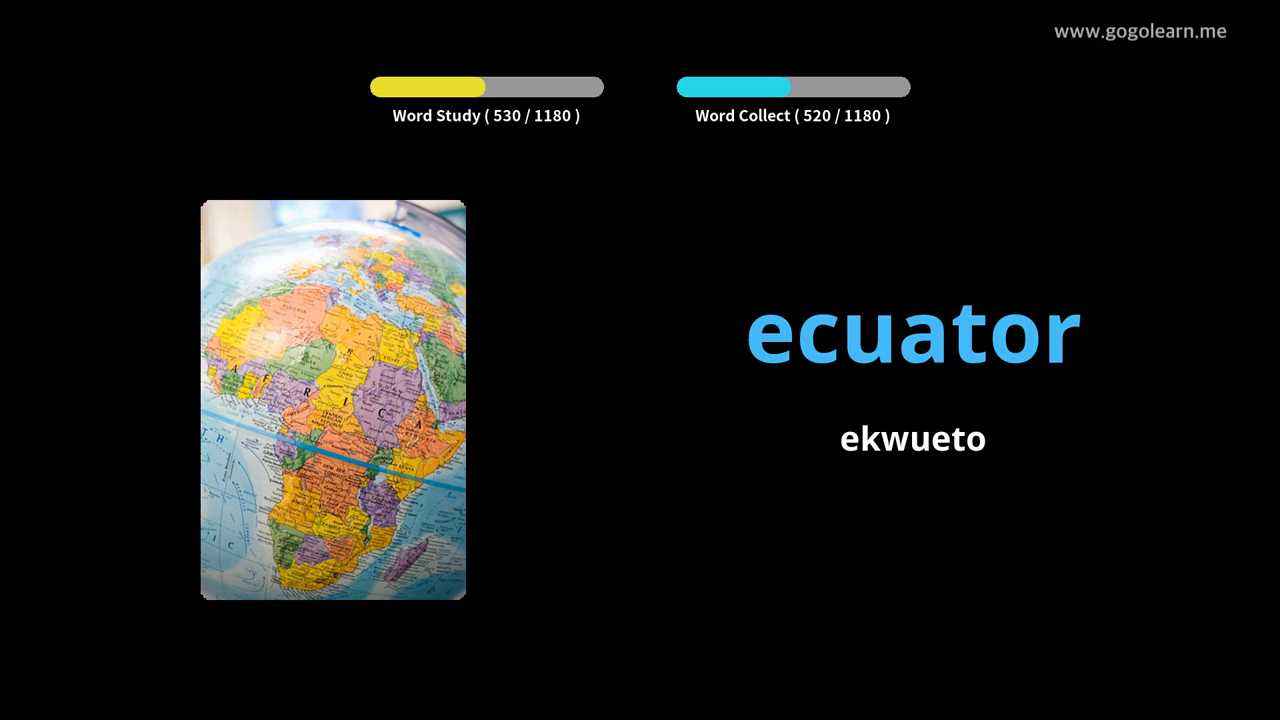 www.gogolearn.me
Word Study ( 530 / 1180 )
Word Collect ( 520 / 1180 )
ecuator
ekwueto
A F R I C A